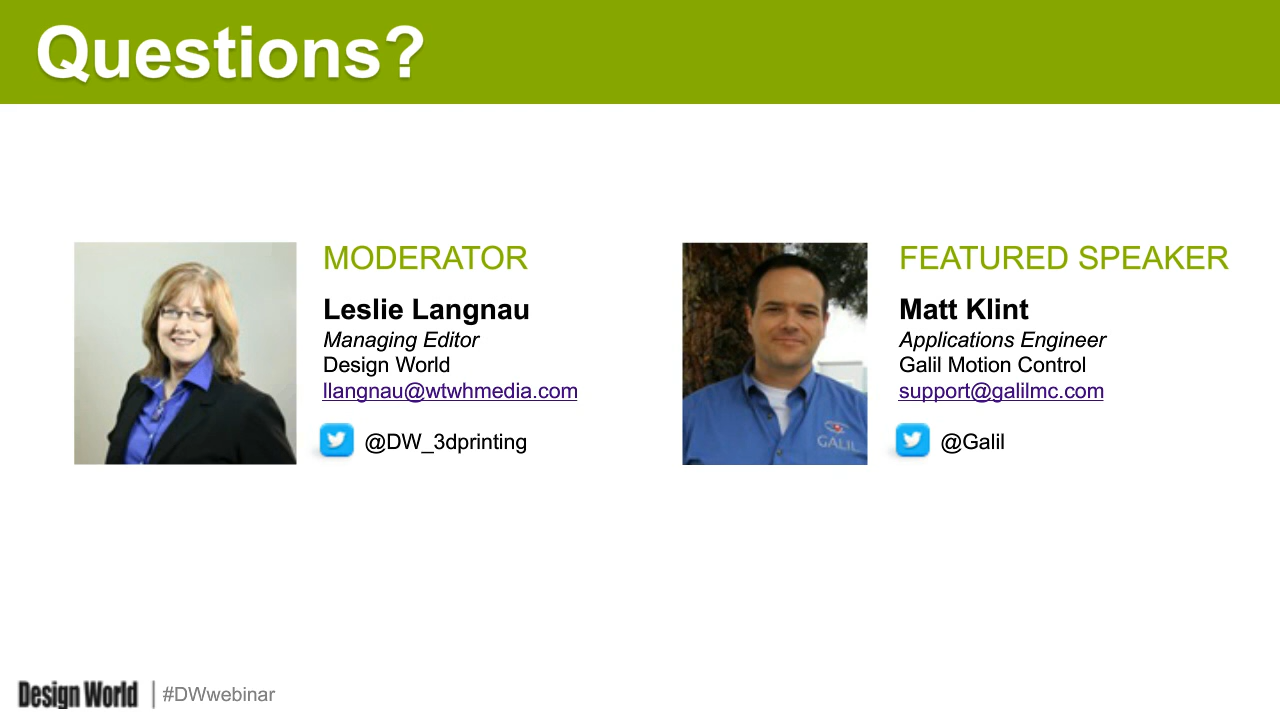 Questions?
MODERATOR
Leslie Langnau
Managing Editor
Design World
llangnau@wtwhmedia.com
@DW_3dprinting
FEATURED SPEAKER
Matt Klint
Applications Engineer
Galil Motion Control
support@galilmc.com
@Galil
GALIL
Design World
#DWwebinar